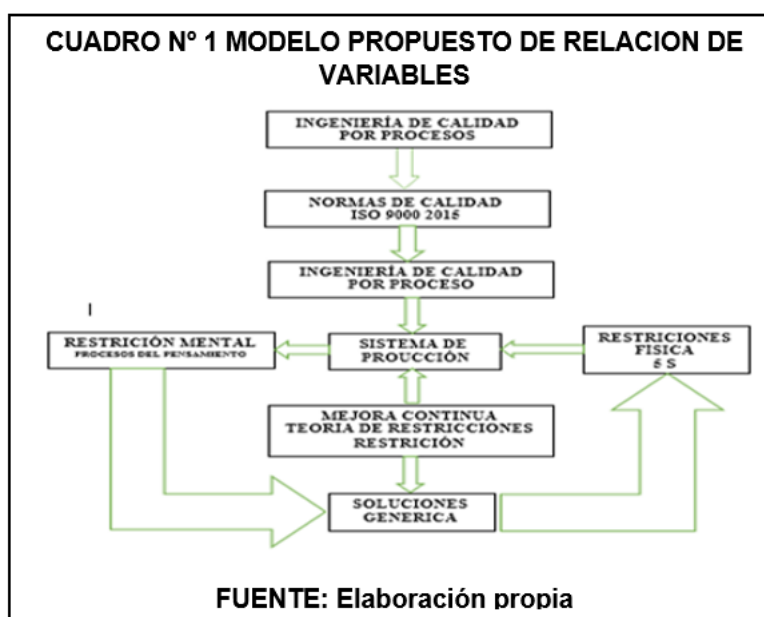 CUADRO Nº 1 MODELO PROPUESTO DE RELACION DE
VARIABLES
INGENIERÍA DE CALIDAD
POR PROCESOS
NORMAS DE CALIDAD
ISO 9000 2015
INGENIERÍA DE CALIDAD
POR PROCESO
I
RESTRICIÓN MENTAL
PROCESOS DEL PENSAMIENTO
SISTEMA DE
PROUCCIÓN
RESTRICIONES
FISICA
5 S
MEJORA CONTINUA
TEORIA DE RESTRICCIONES
RESTRICIÓN
SOLUCIONES
GENERICA
FUENTE: Elaboración propia